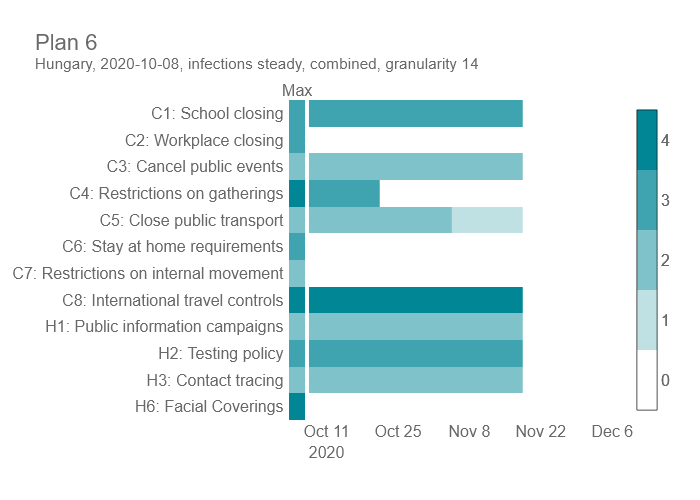 Plan 6
Hungary, 2020-10-08, infections steady, combined, granularity 14
Max
C1: School closing
C2: Workplace closing
C3: Cancel public events
C4: Restrictions on gatherings
C5: Close public transport
C6: Stay at home requirements
C7: Restrictions on internal movement
C8: International travel controls
H1: Public information campaigns
H2: Testing policy
H3: Contact tracing
H6: Facial Coverings
Oct 11 Oct 25 Nov 8 Nov 22 Dec 6
2020
4
3
2
1
0